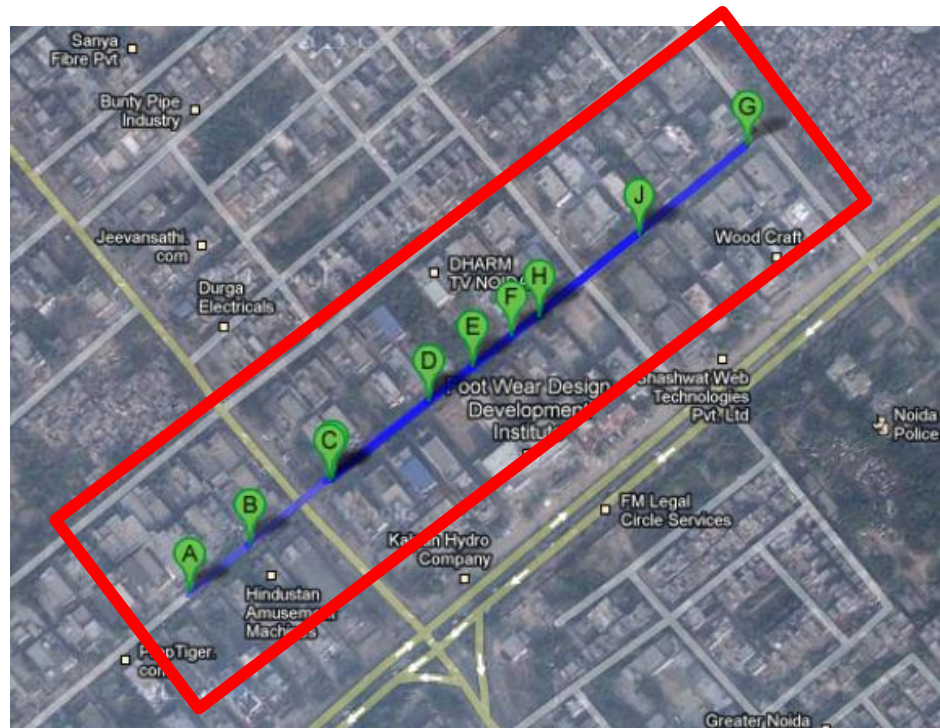 Sanya
Fibre Pvt
Bunty Pipe
Industry
G
J
Jeevansathi.
com
Wood Craft
DHARM
TV NOIDA
Durga
Electricals
H
F
E
D
Foot Wear Design
Development
Institute
Shashwat Web
Technologies
Pvt. Ltd
Noida
Police
C
B
FM Legal
Circle Services
A
Hydro
Company
Hindustan
Amusement
Machines
PropTiger.
com
Greater Noida